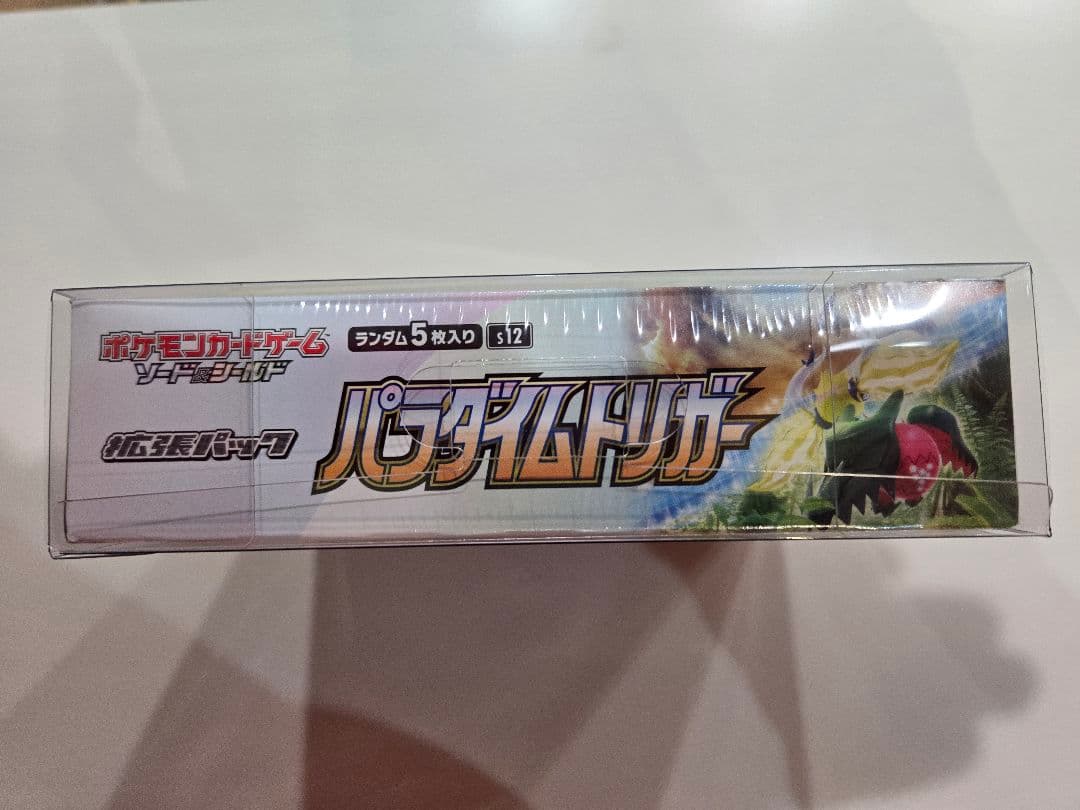 ポケモンカードゲーム
ソード&シールド
ランダム5枚入り s12
拡張パック
パラダイムトリガー